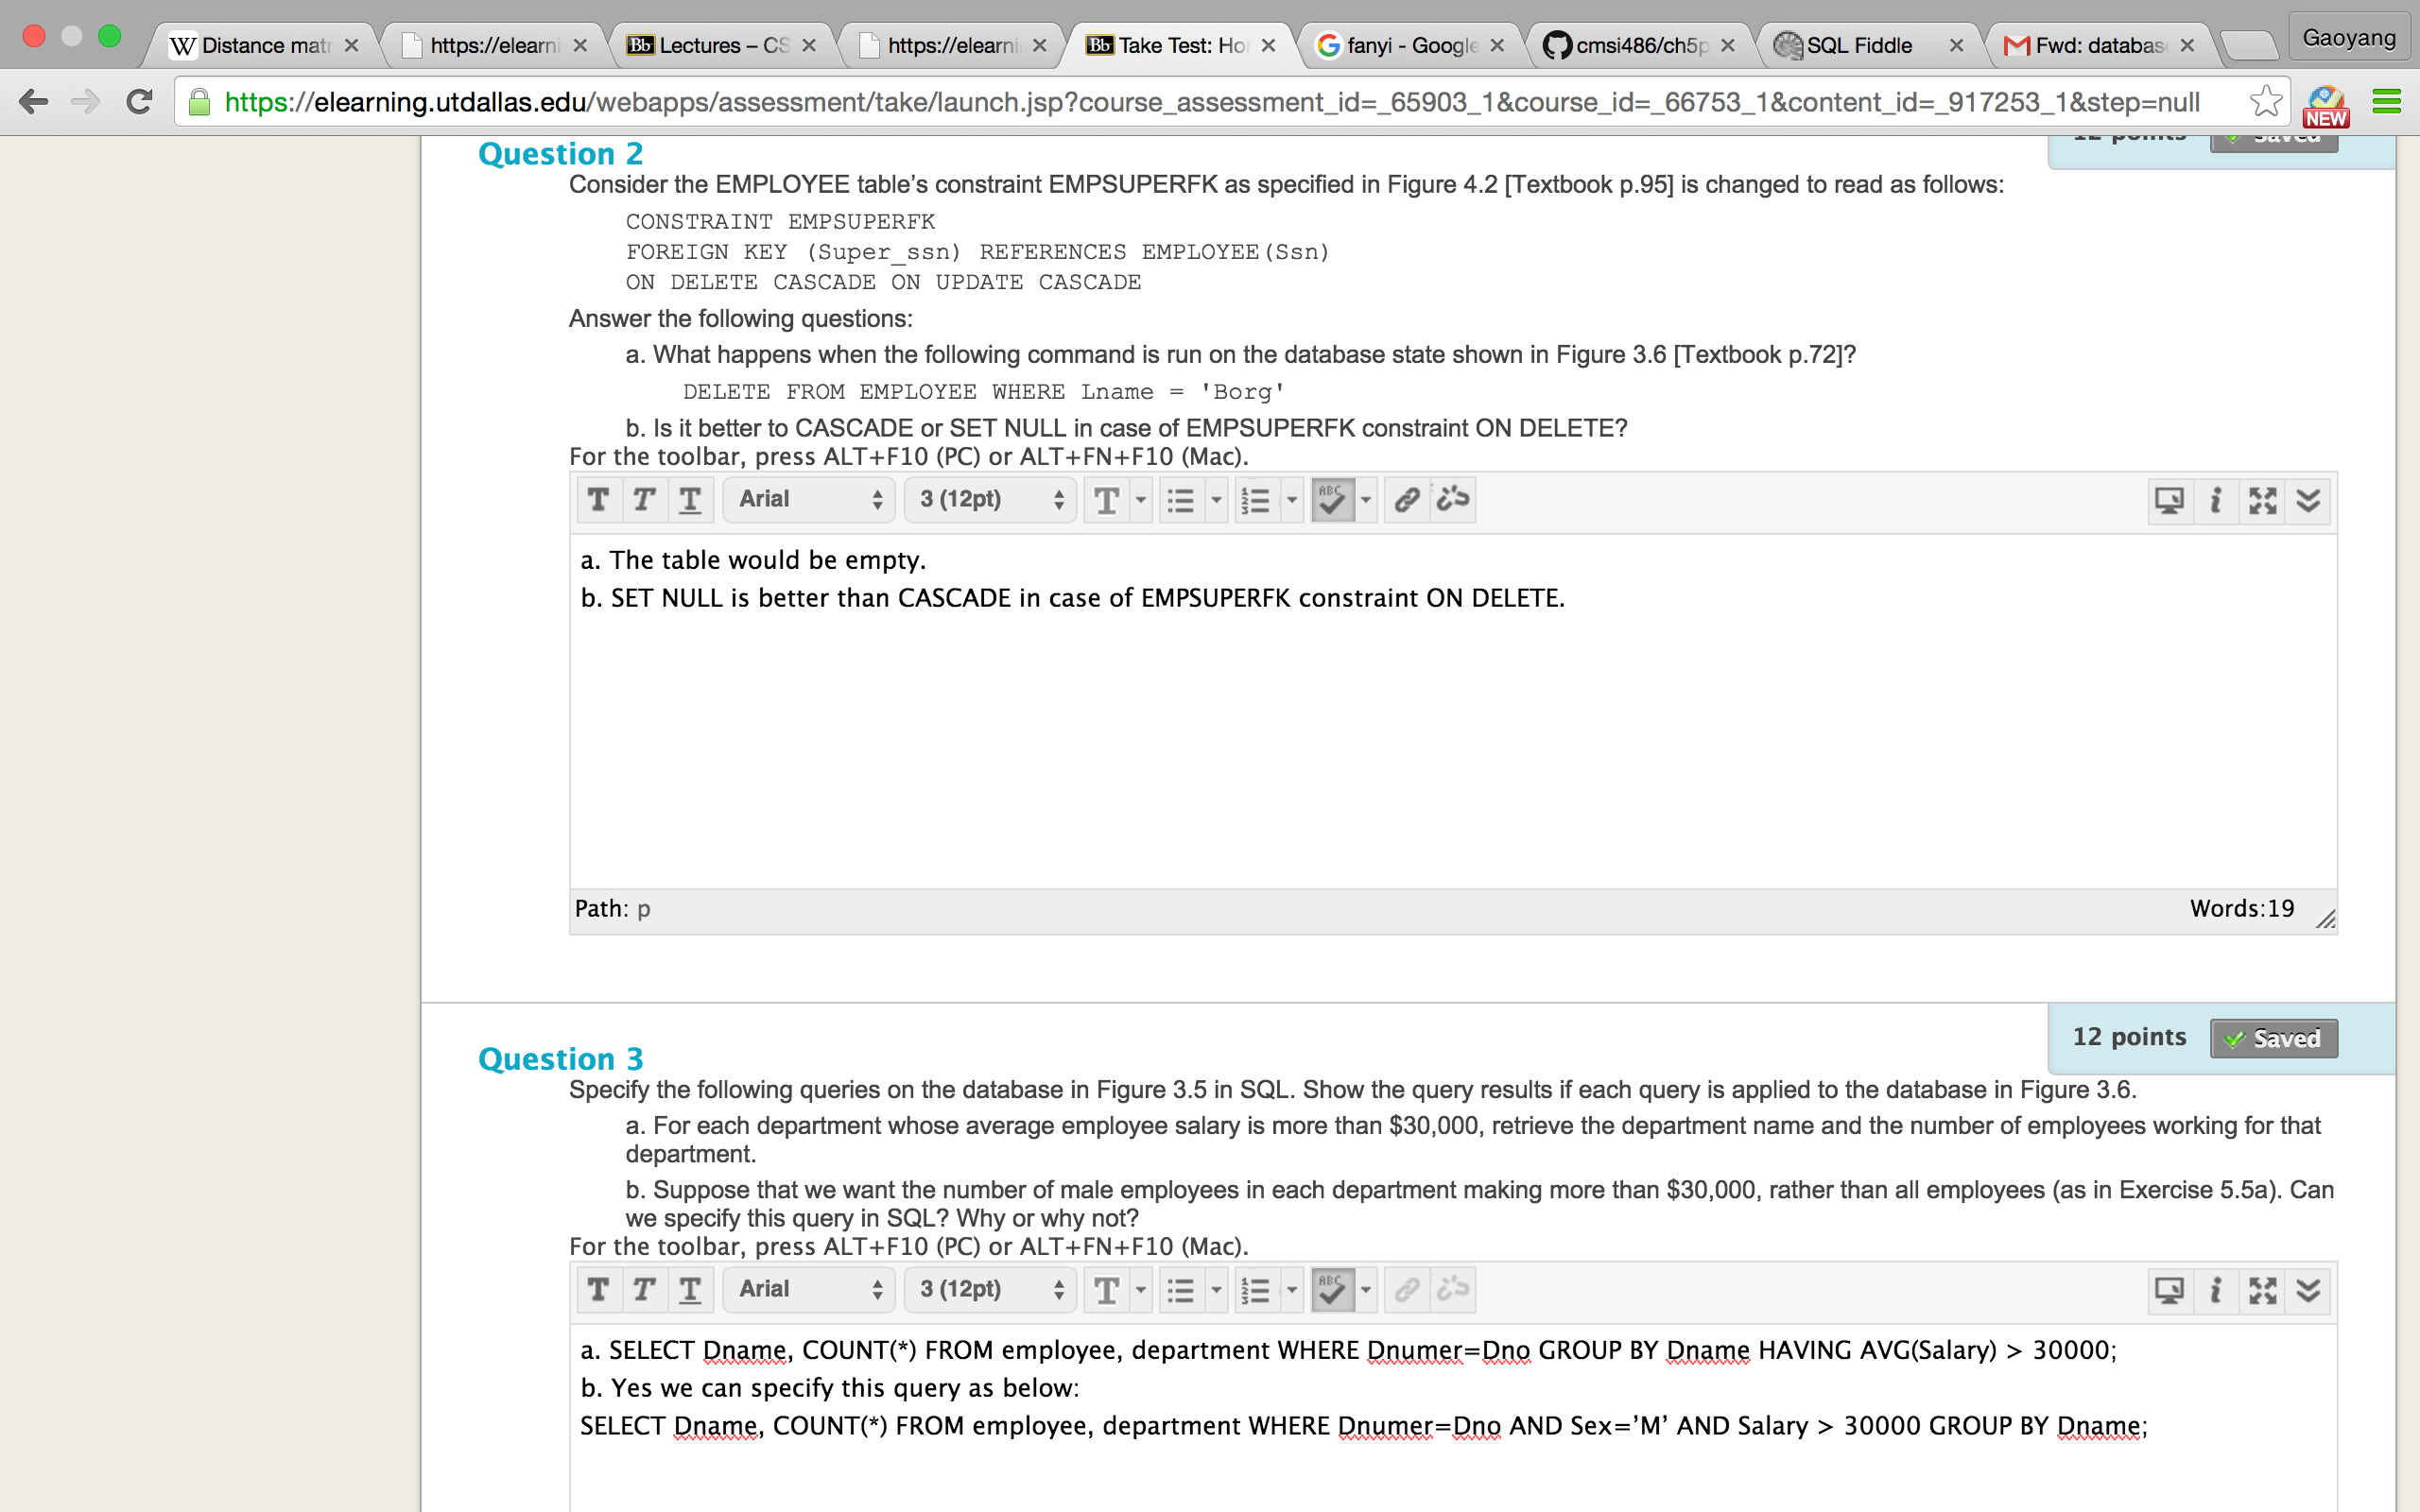 Distance mat
https://elearni
Bb Lectures – CS
https://elearni
Bb Take Test: Ho
fanyi - Google
cmsi486/ch5p
SQL Fiddle
Fwd: databas
Gaoyang
https://elearning.utdallas.edu/webapps/assessment/take/launch.jsp?course_assessment_id=_65903_1&course_id=_66753_1&content_id=_917253_1&step=null
NEW
12 points Saved
Question 2
Consider the EMPLOYEE table’s constraint EMPSUPERFK as specified in Figure 4.2 [Textbook p.95] is changed to read as follows:
CONSTRAINT EMPSUPERFK
FOREIGN KEY (Super_ssn) REFERENCES EMPLOYEE(Ssn)
ON DELETE CASCADE ON UPDATE CASCADE
Answer the following questions:
a. What happens when the following command is run on the database state shown in Figure 3.6 [Textbook p.72]?
DELETE FROM EMPLOYEE WHERE Lname = 'Borg'
b. Is it better to CASCADE or SET NULL in case of EMPSUPERFK constraint ON DELETE?
For the toolbar, press ALT+F10 (PC) or ALT+FN+F10 (Mac).
T T T Arial 3 (12pt) T ABC i
a. The table would be empty.
b. SET NULL is better than CASCADE in case of EMPSUPERFK constraint ON DELETE.
Path: p Words:19
12 points Saved
Question 3
Specify the following queries on the database in Figure 3.5 in SQL. Show the query results if each query is applied to the database in Figure 3.6.
a. For each department whose average employee salary is more than $30,000, retrieve the department name and the number of employees working for that
department.
b. Suppose that we want the number of male employees in each department making more than $30,000, rather than all employees (as in Exercise 5.5a). Can
we specify this query in SQL? Why or why not?
For the toolbar, press ALT+F10 (PC) or ALT+FN+F10 (Mac).
T T T Arial 3 (12pt) T ABC i
a. SELECT Dname, COUNT(*) FROM employee, department WHERE Dnumer=Dno GROUP BY Dname HAVING AVG(Salary) > 30000;
b. Yes we can specify this query as below:
SELECT Dname, COUNT(*) FROM employee, department WHERE Dnumer=Dno AND Sex=’M’ AND Salary > 30000 GROUP BY Dname;